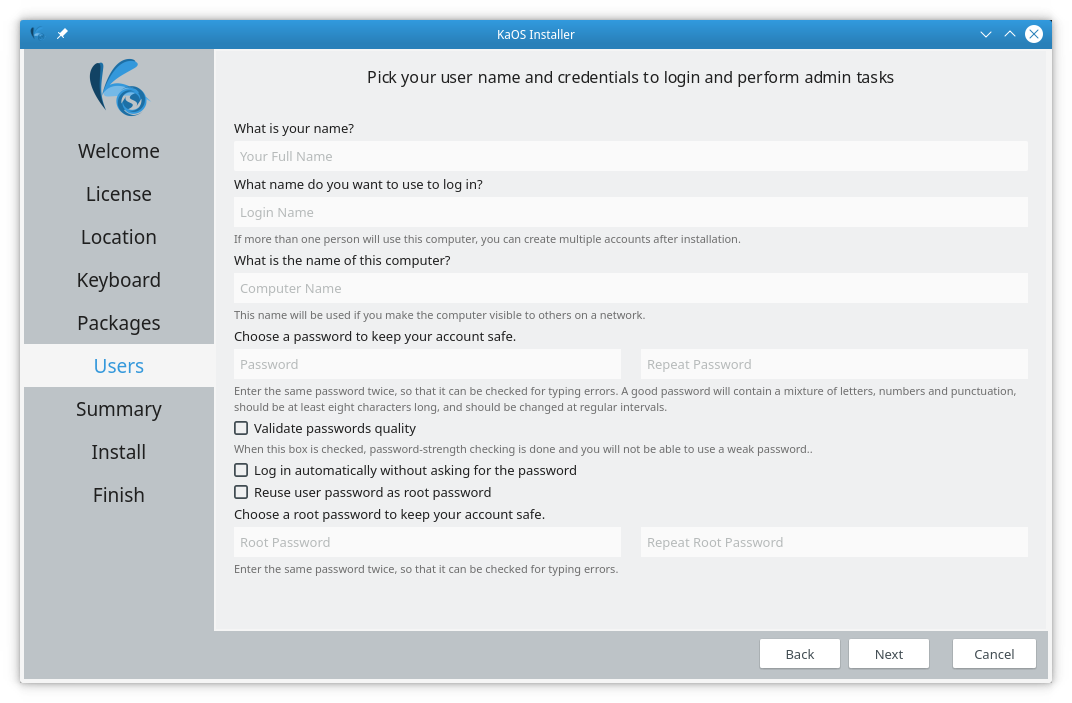 KaOS Installer
Welcome
License
Location
Keyboard
Packages
Users
Summary
Install
Finish
Pick your user name and credentials to login and perform admin tasks
What is your name?
Your Full Name
What name do you want to use to log in?
Login Name
If more than one person will use this computer, you can create multiple accounts after installation.
What is the name of this computer?
Computer Name
This name will be used if you make the computer visible to others on a network.
Choose a password to keep your account safe.
Password Repeat Password
Enter the same password twice, so that it can be checked for typing errors. A good password will contain a mixture of letters, numbers and punctuation,
should be at least eight characters long, and should be changed at regular intervals.
Validate passwords quality
When this box is checked, password-strength checking is done and you will not be able to use a weak password..
Log in automatically without asking for the password
Reuse user password as root password
Choose a root password to keep your account safe.
Root Password Repeat Root Password
Enter the same password twice, so that it can be checked for typing errors.
Back Next Cancel